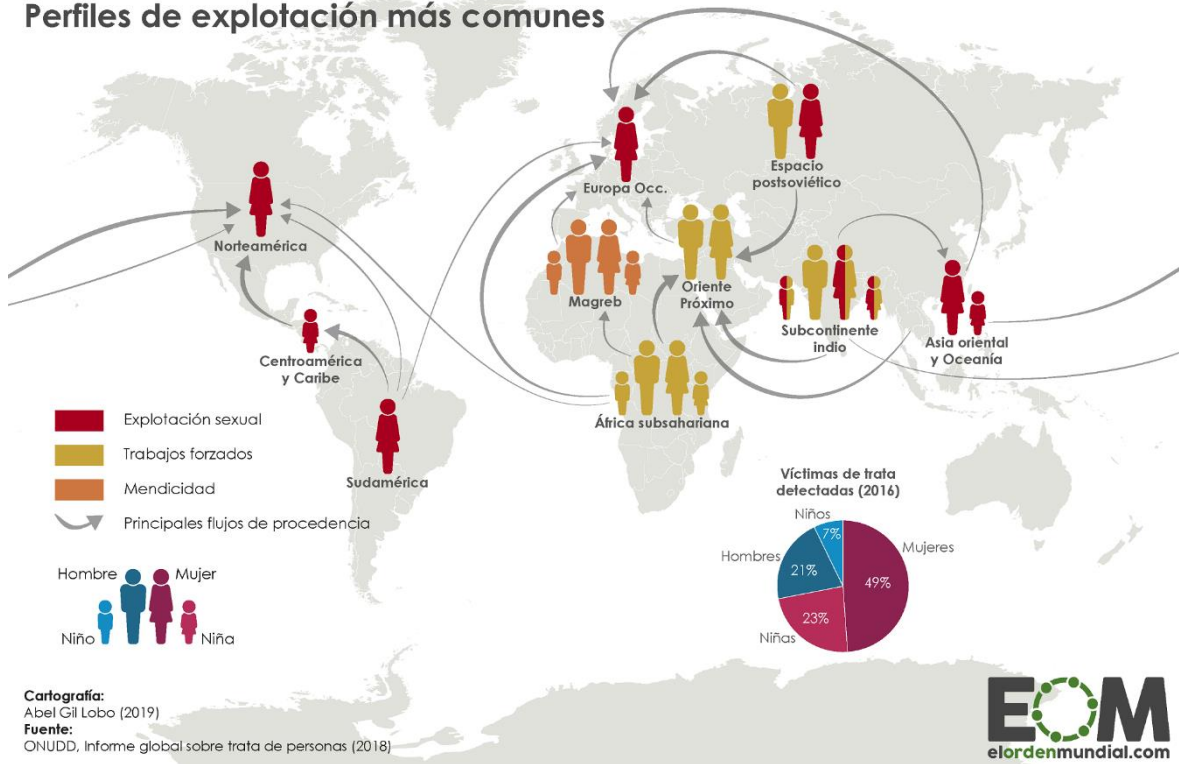 Perfiles de explotación más comunes
Espacio
postsoviético
Europa Occ.
Norteamérica
Magreb
Oriente
Próximo
Subcontinente
indio
Asia oriental
y Oceanía
Centroamérica
y Caribe
África subsahariana
Sudamérica
Explotación sexual
Trabajos forzados
Mendicidad
Principales flujos de procedencia
Hombre
Mujer
Niño
Niña
Víctimas de trata
detectadas (2016)
Niños
7%
Hombres
21%
Mujeres
49%
23%
Niñas
Cartografía:
Abel Gil Lobo (2019)
Fuente:
ONUDD, Informe global sobre trata de personas (2018)
EOM
elordenmundial.com